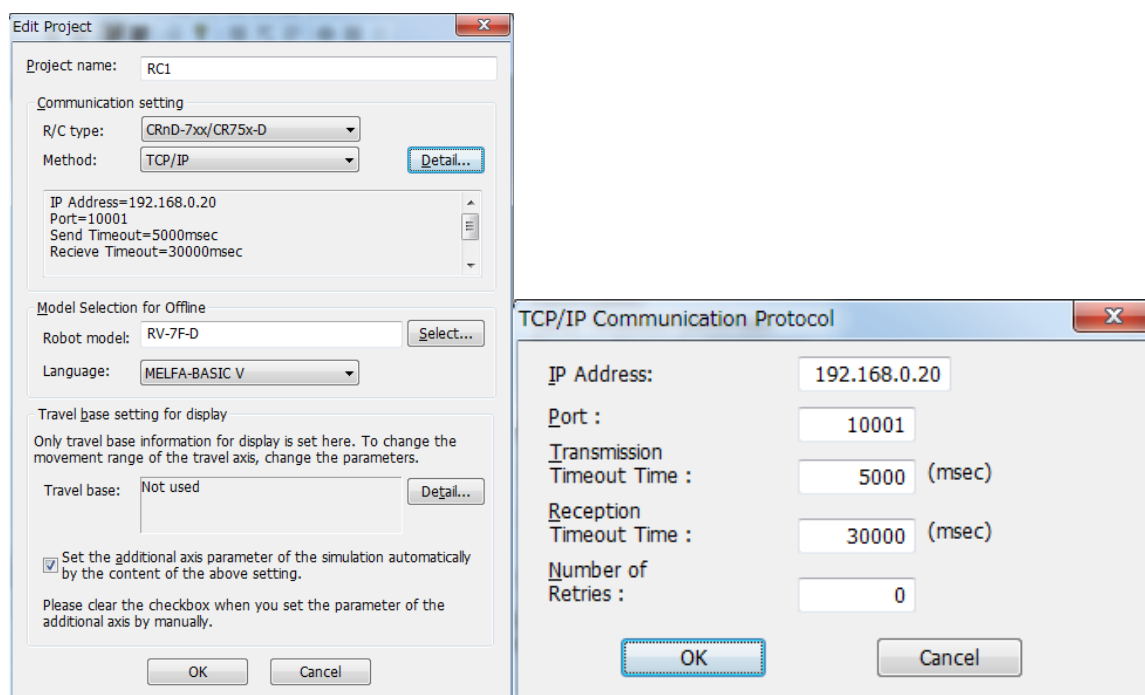 Edit Project
Project name: RC1
Communication setting
R/C type: CRnD-7xx/CR75x-D
Method: TCP/IP Detail...
IP Address=192.168.0.20
Port=10001
Send Timeout=5000msec
Recieve Timeout=30000msec
Model Selection for Offline
Robot model: RV-7F-D Select...
Language: MELFA-BASIC V
Travel base setting for display
Only travel base information for display is set here. To change the
movement range of the travel axis, change the parameters.
Travel base: Not used Detail...
Set the additional axis parameter of the simulation automatically
by the content of the above setting.
Please clear the checkbox when you set the parameter of the
additional axis by manually.
OK Cancel
TCP/IP Communication Protocol
IP Address: 192.168.0.20
Port : 10001
Transmission
Timeout Time : 5000 (msec)
Reception
Timeout Time : 30000 (msec)
Number of
Retries : 0
OK Cancel